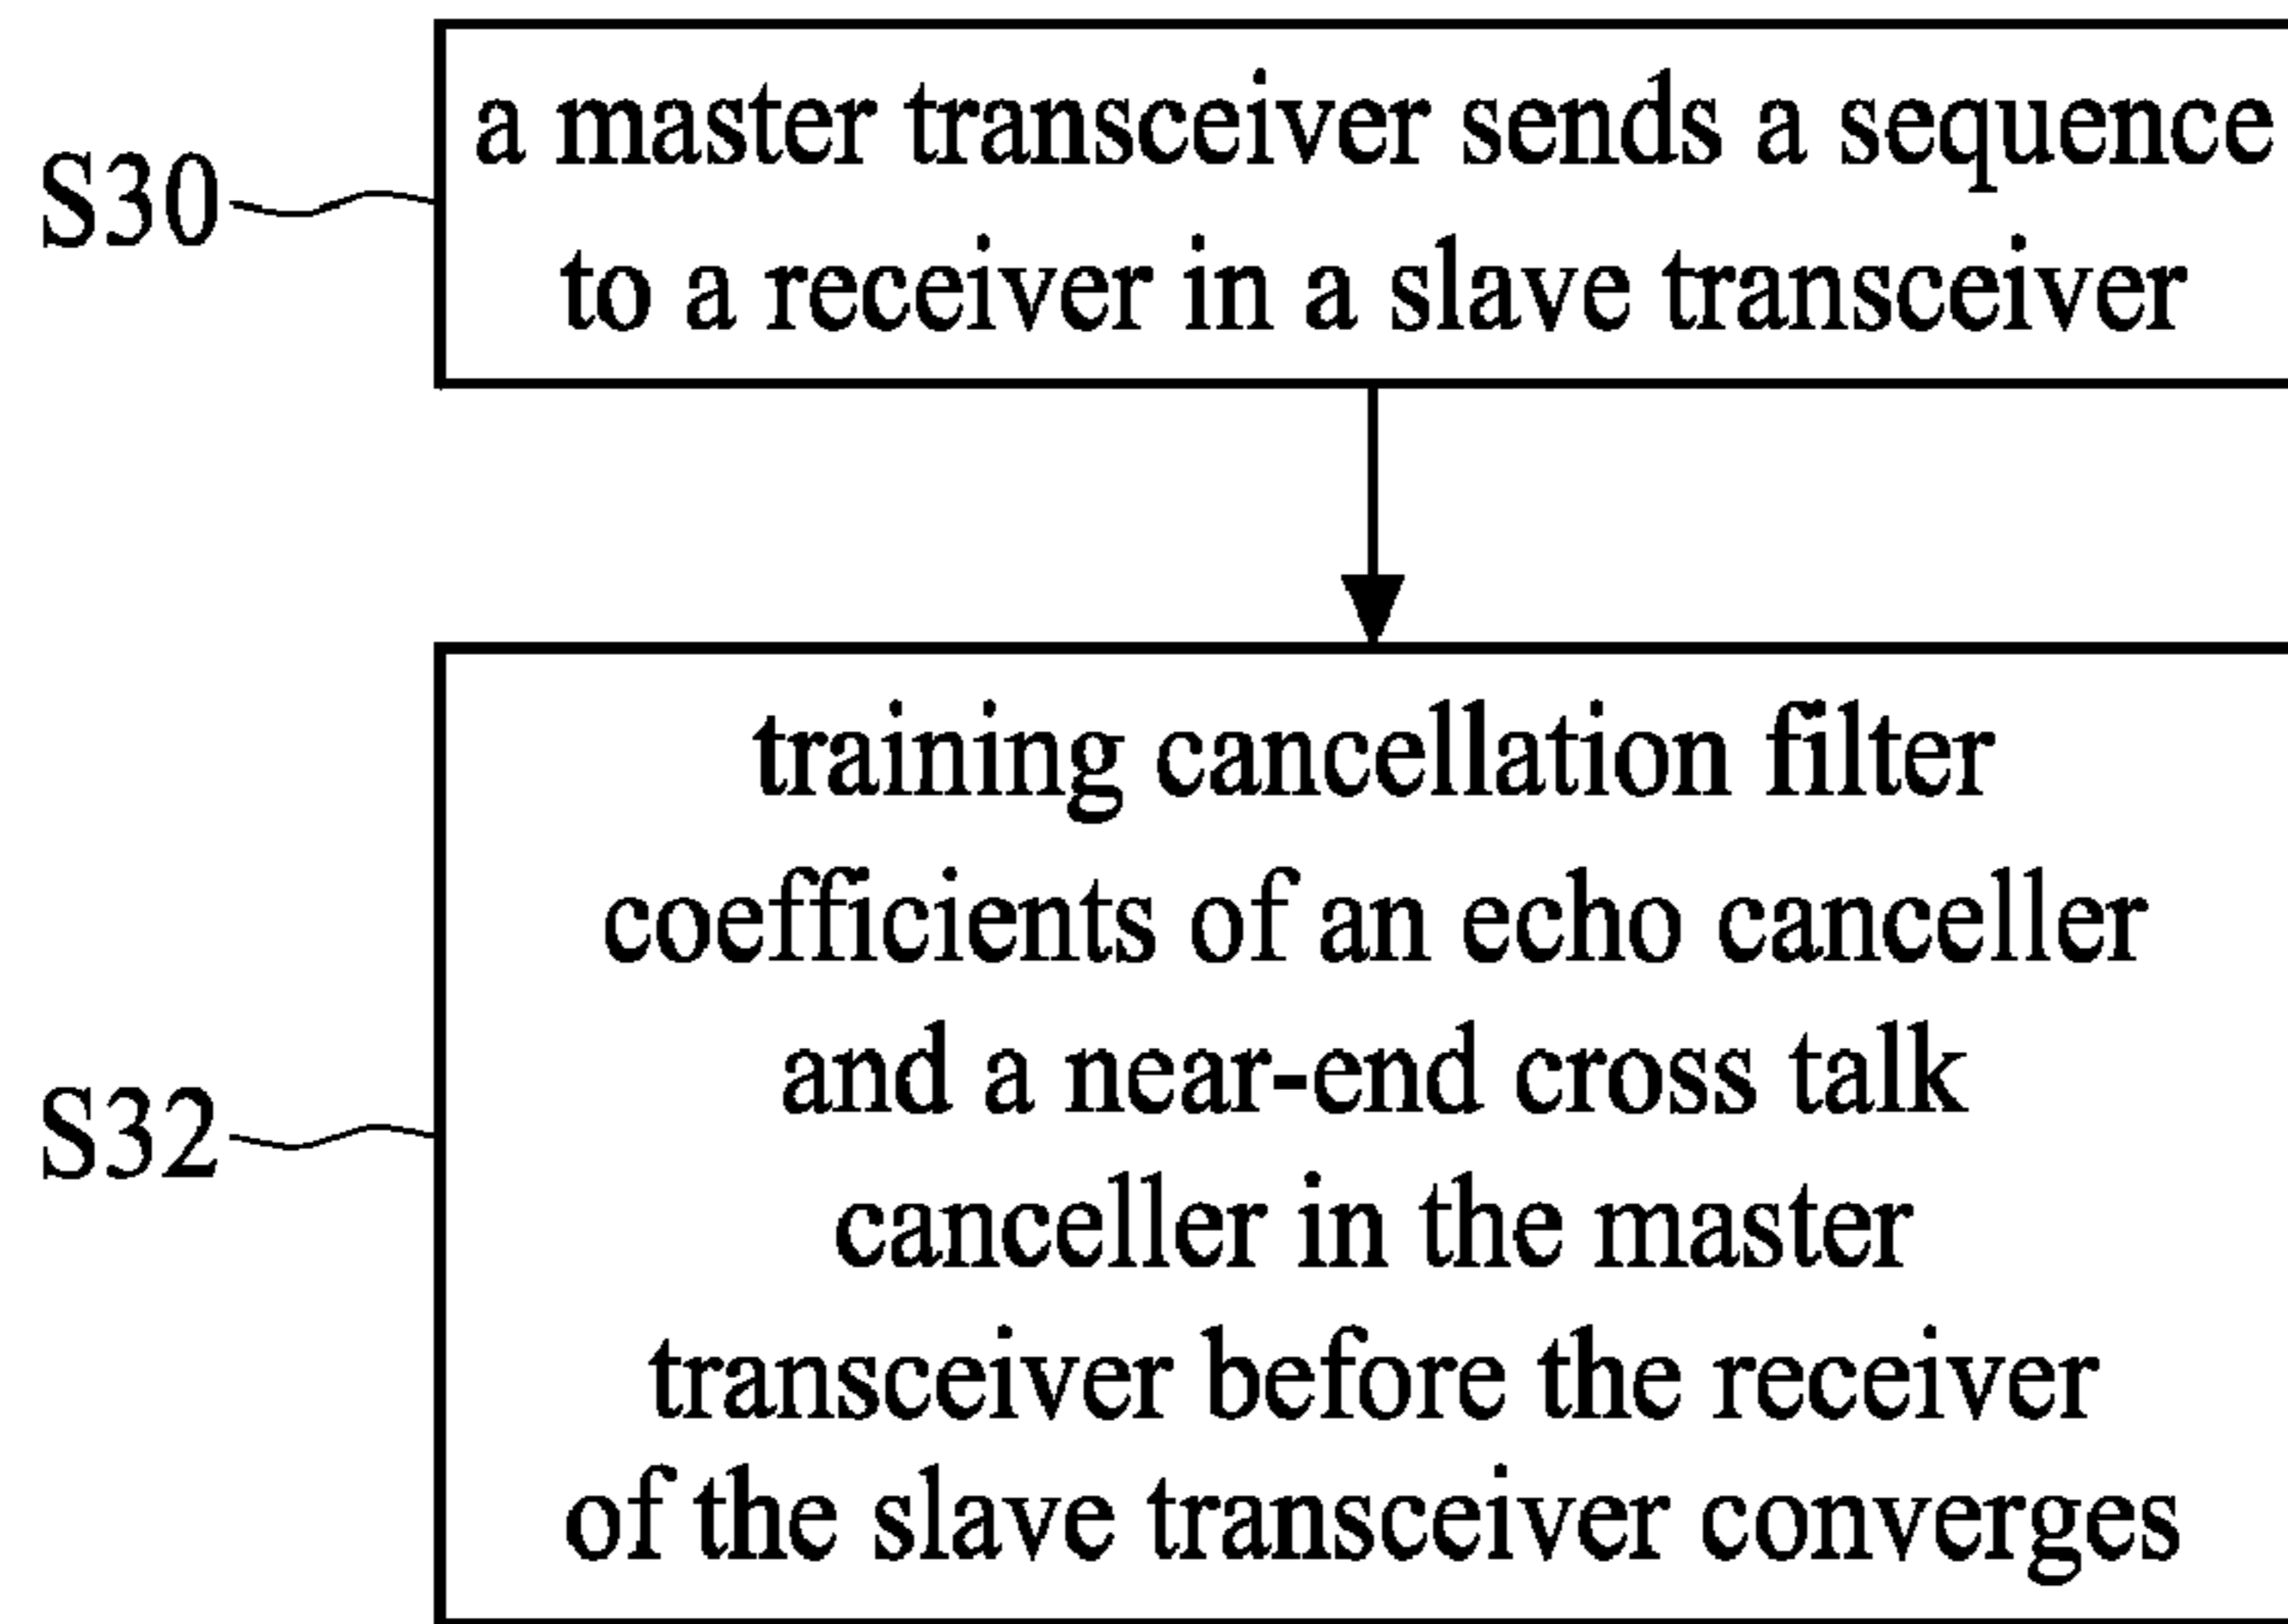 S30
a master transceiver sends a sequence
to a receiver in a slave transceiver
S32
training cancellation filter
coefficients of an echo canceller
and a near-end cross talk
canceller in the master
transceiver before the receiver
of the slave transceiver converges